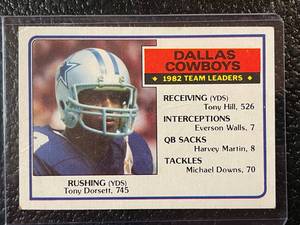 DALLAS
COWBOYS
1982 TEAM LEADERS
RECEIVING (YDS)
Tony Hill, 526
INTERCEPTIONS
Everson Walls, 7
QB SACKS
Harvey Martin, 8
TACKLES
Michael Downs, 70
RUSHING (YDS)
Tony Dorsett, 745